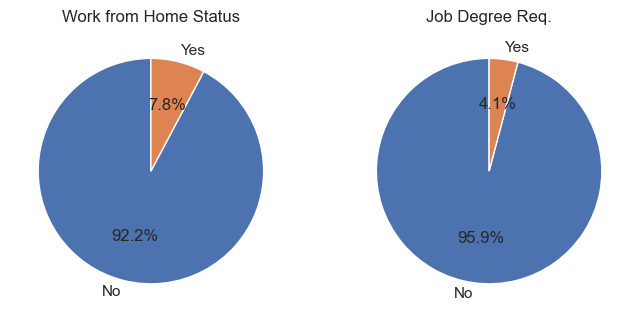 Work from Home Status
Yes
7.8%
92.2%
No
Job Degree Req.
Yes
4.1%
95.9%
No